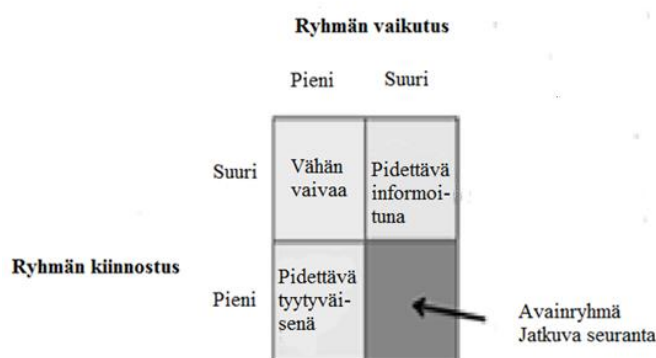 Ryhmän vaikutus
Pieni
Suuri
Suuri
Vähän
vaivaa
Pidettävä
informoi-
tuna
Ryhmän kiinnostus
Pieni
Pidettävä
tyytyväi-
senä
Avainryhmä
Jatkuva seuranta